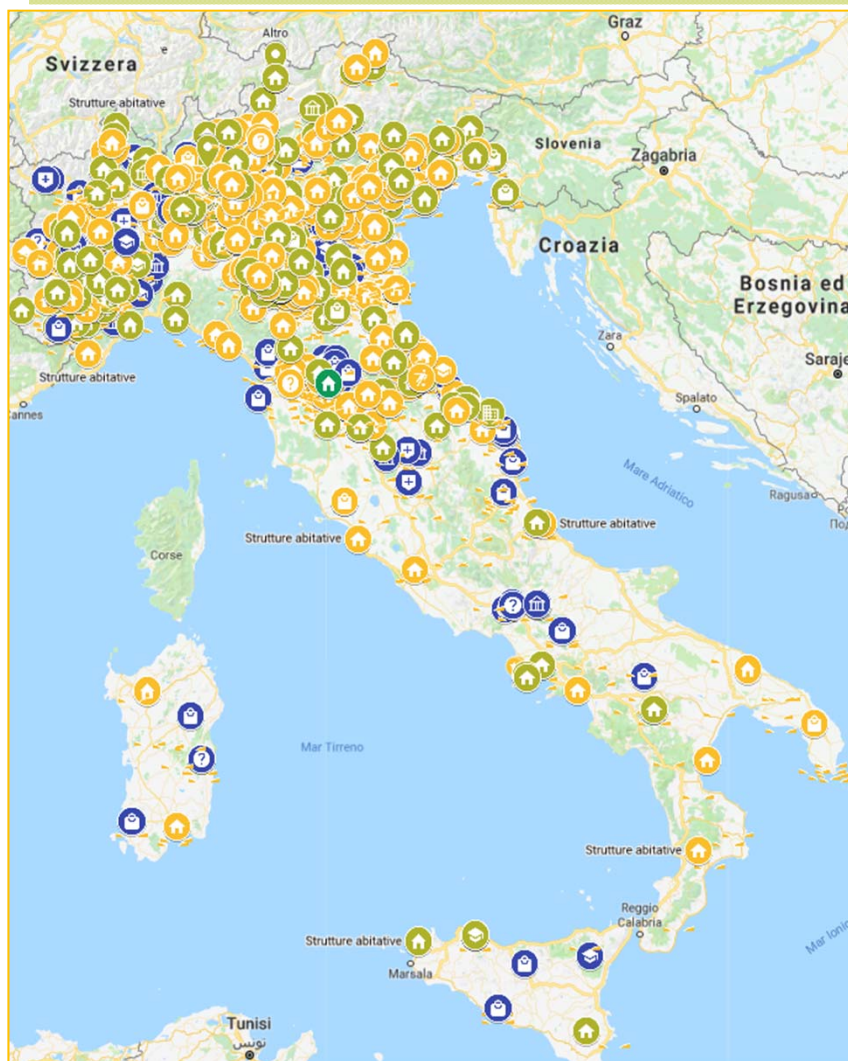 Graz
Altro
Svizzera
Strutture abitative
Slovenia
Zagabria
Croazia
Bosnia ed
Erzegovina
Zara
Saraje
Strutture abitative
Cannes
Spalato
Mare Adriatico
Ragusa
Strutture abitative
Strutture abitative
Corse
Mar Tirreno
Strutture abitative
Reggio
Calabria
Strutture abitative
Marsala
Mar Ionio
Tunisi
تونس